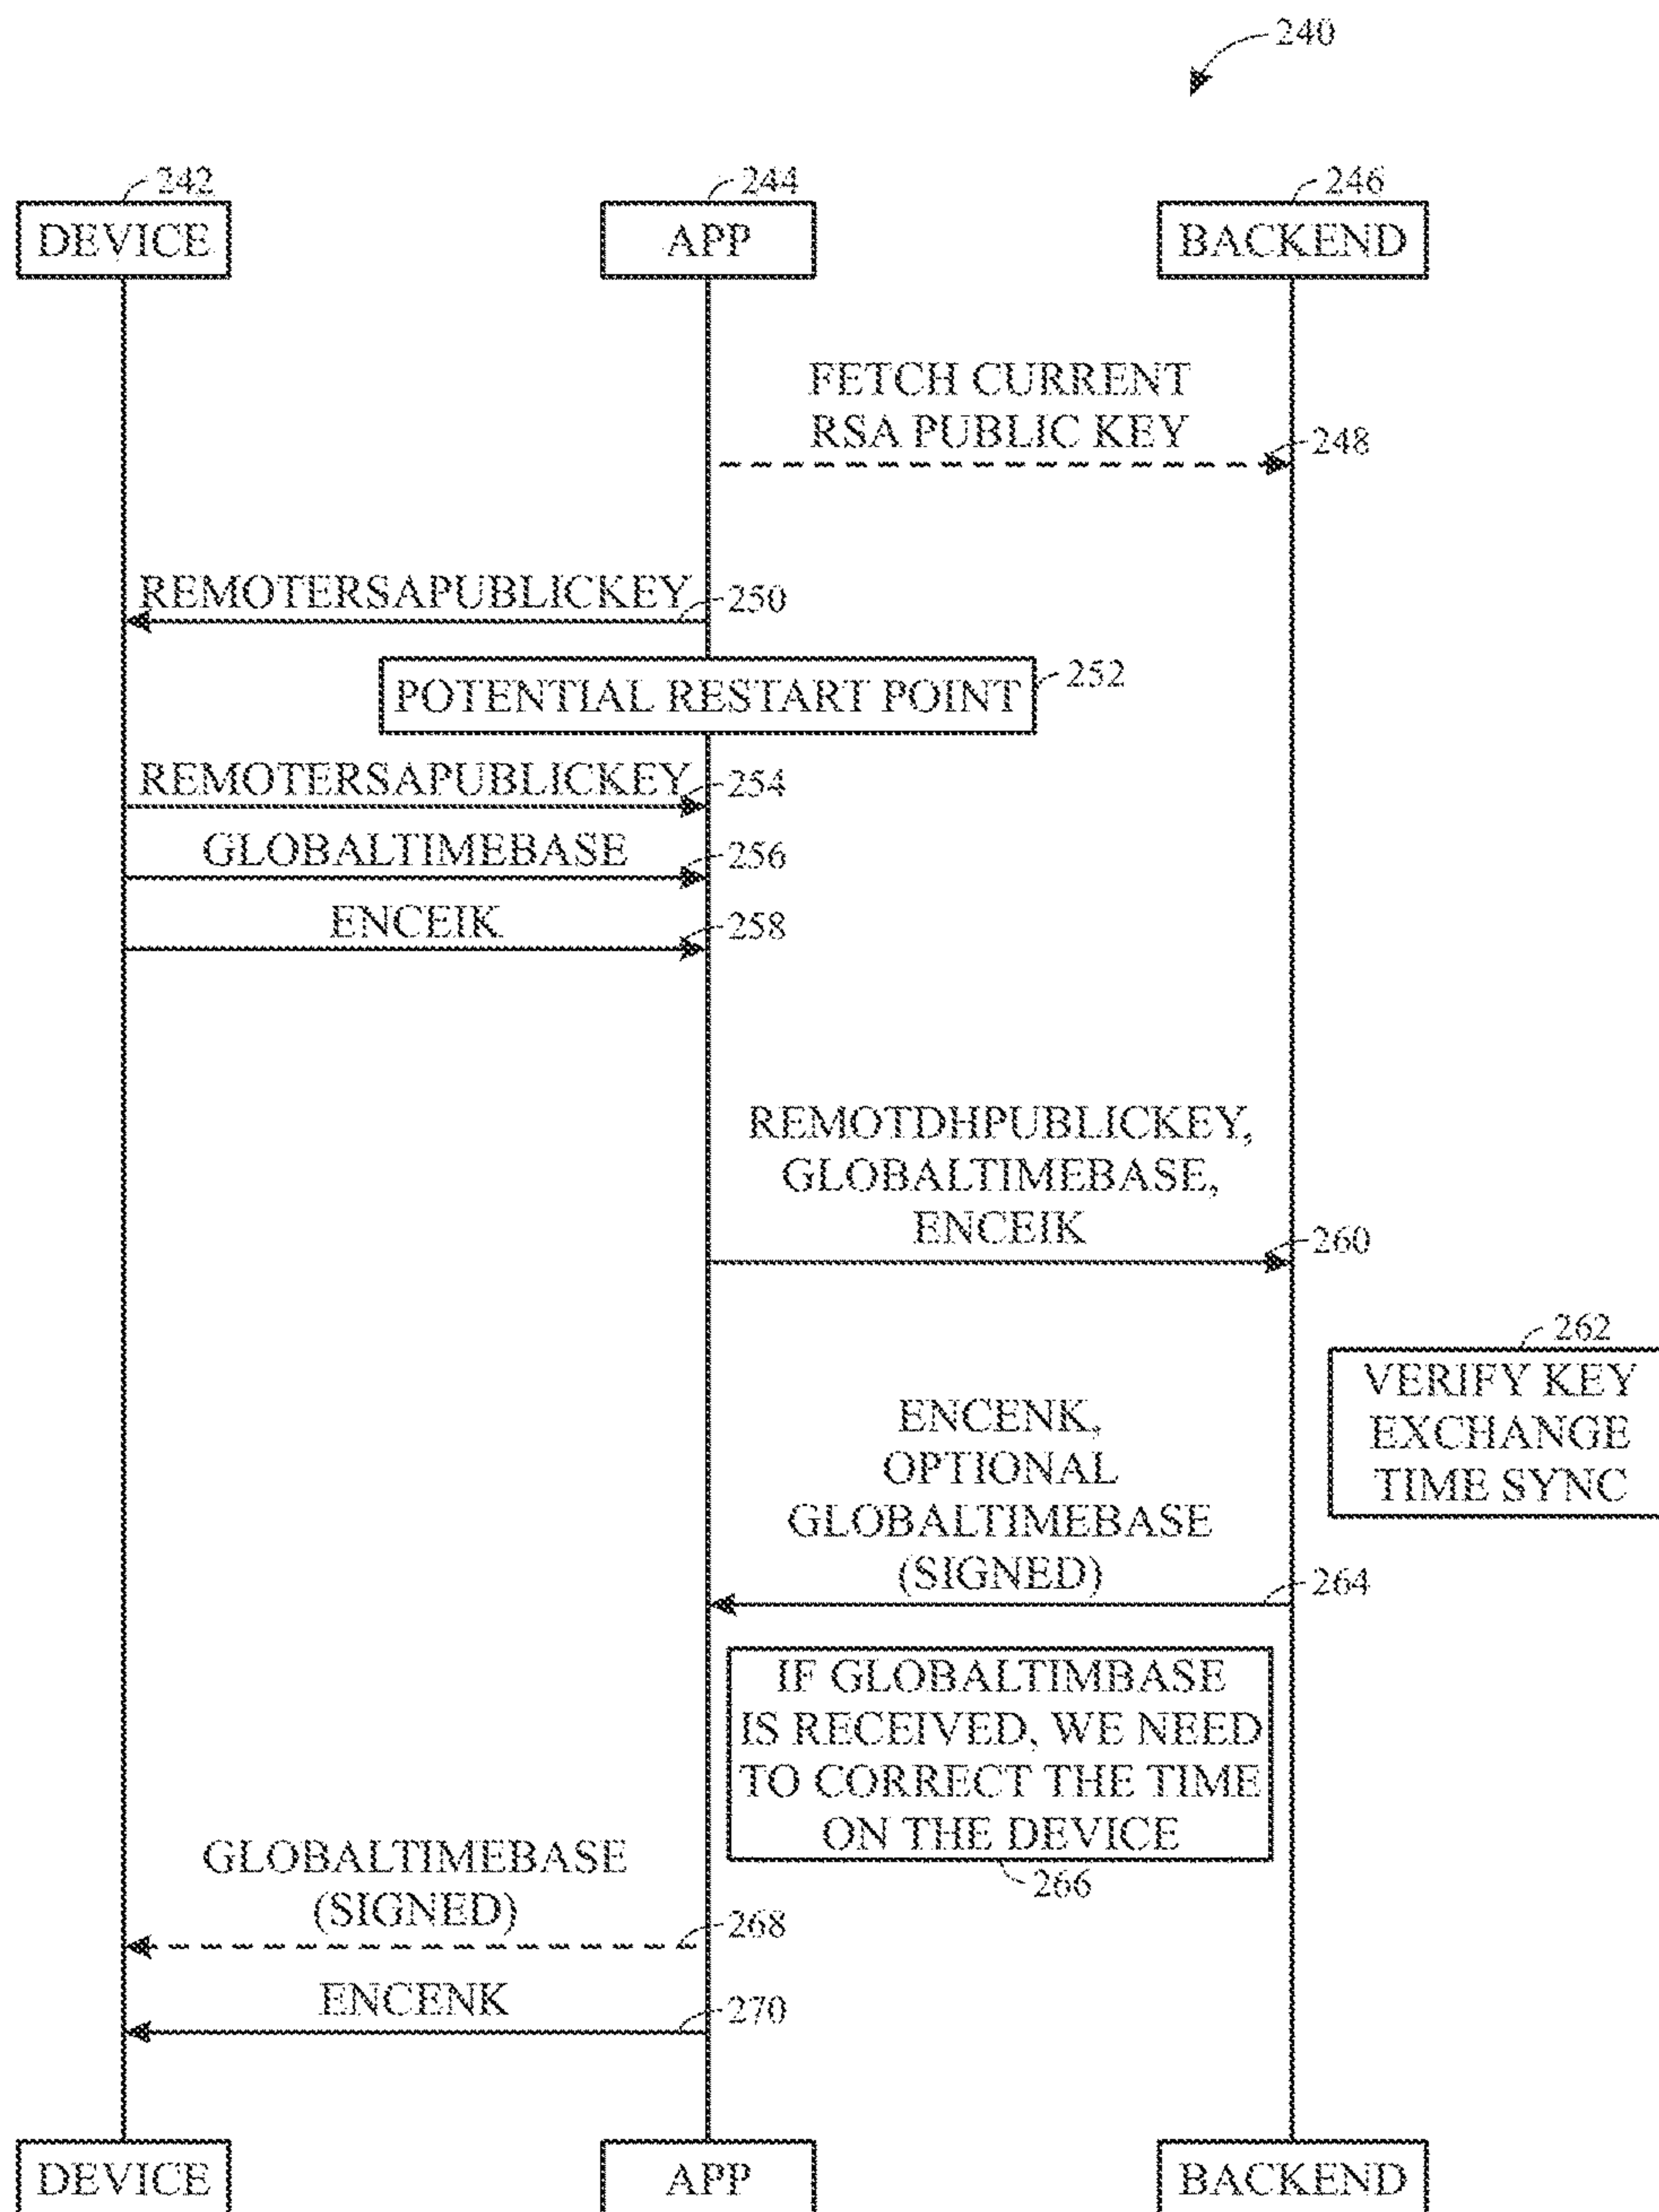 240
242
244
246
DEVICE
APP
BACKEND
FETCH CURRENT
RSA PUBLIC KEY
248
REMOTERSAPUBLICKEY
250
POTENTIAL RESTART POINT
252
REMOTERSAPUBLICKEY
254
GLOBALTIMEBASE
256
ENCEIK
258
REMOTDHPUBLICKEY,
GLOBALTIMEBASE,
ENCEIK
260
262
VERIFY KEY
EXCHANGE
TIME SYNC
ENCENK,
OPTIONAL
GLOBALTIMEBASE
(SIGNED)
264
IF GLOBALTIMBASE
IS RECEIVED, WE NEED
TO CORRECT THE TIME
ON THE DEVICE
266
GLOBALTIMEBASE
(SIGNED)
268
ENCENK
270
DEVICE
APP
BACKEND